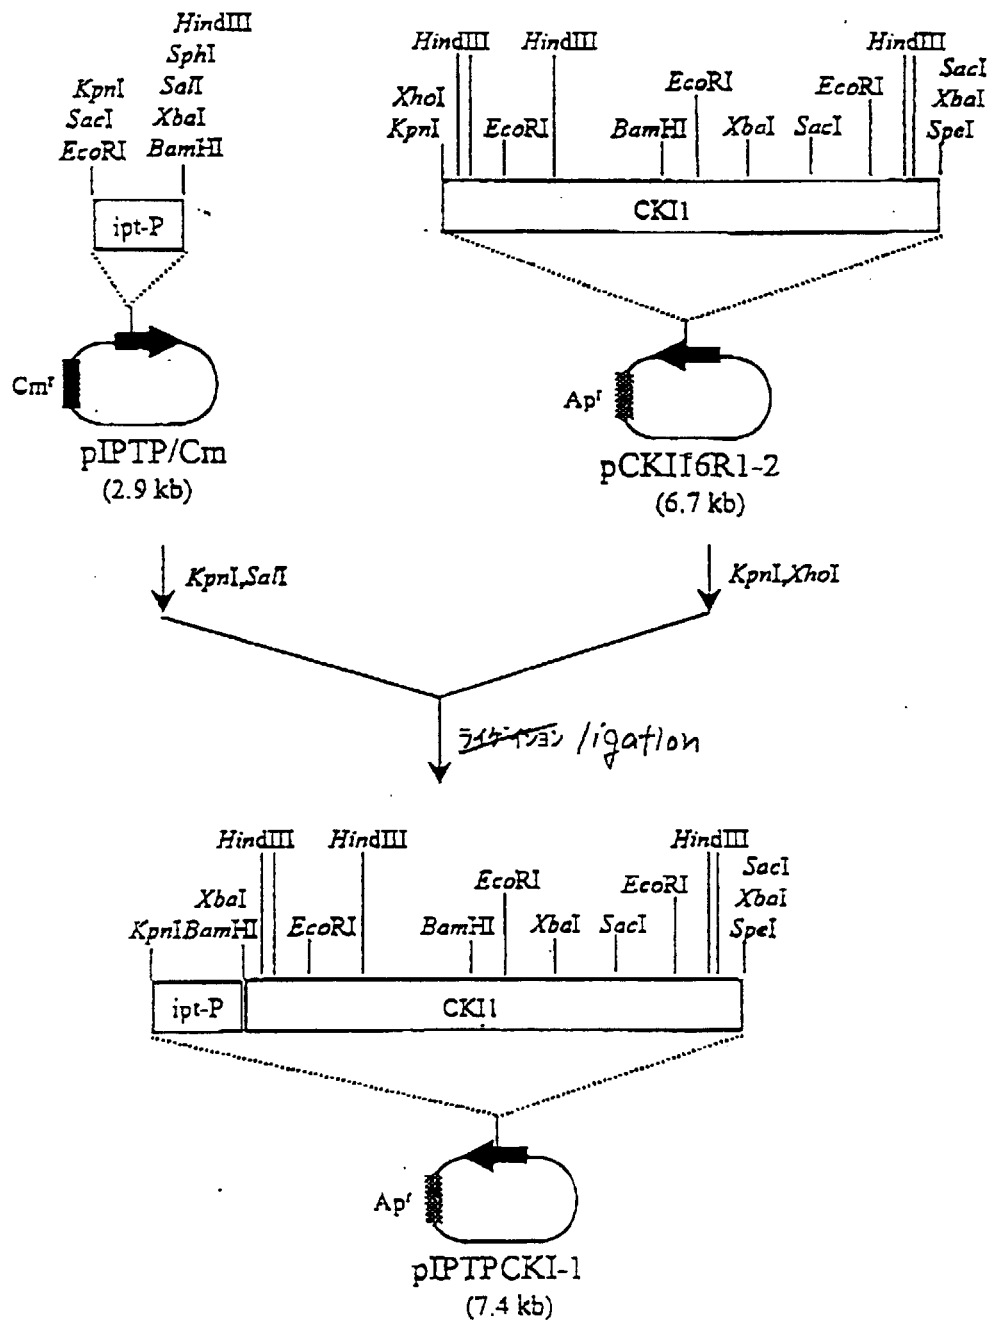 HindIII
SphI
SalI
XbaI
BamHI
KpnI
SacI
EcoRI
ipt-P
Cmʳ
pIPTP/Cm
(2.9 kb)
HindIII HindIII HindIII
SacI
XbaI
SpeI
XhoI
KpnI
EcoRI
BamHI
EcoRI
XbaI
SacI
EcoRI
CKI1
Apʳ
pCKI16R1-2
(6.7 kb)
KpnI,SalI
KpnI,XhoI
ライゲイション ligation
HindIII HindIII HindIII
SacI
XbaI
SpeI
XbaI
KpnI BamHI
EcoRI
BamHI
EcoRI
XbaI
SacI
EcoRI
ipt-P
CKI1
Apʳ
pIPTPCKI-1
(7.4 kb)